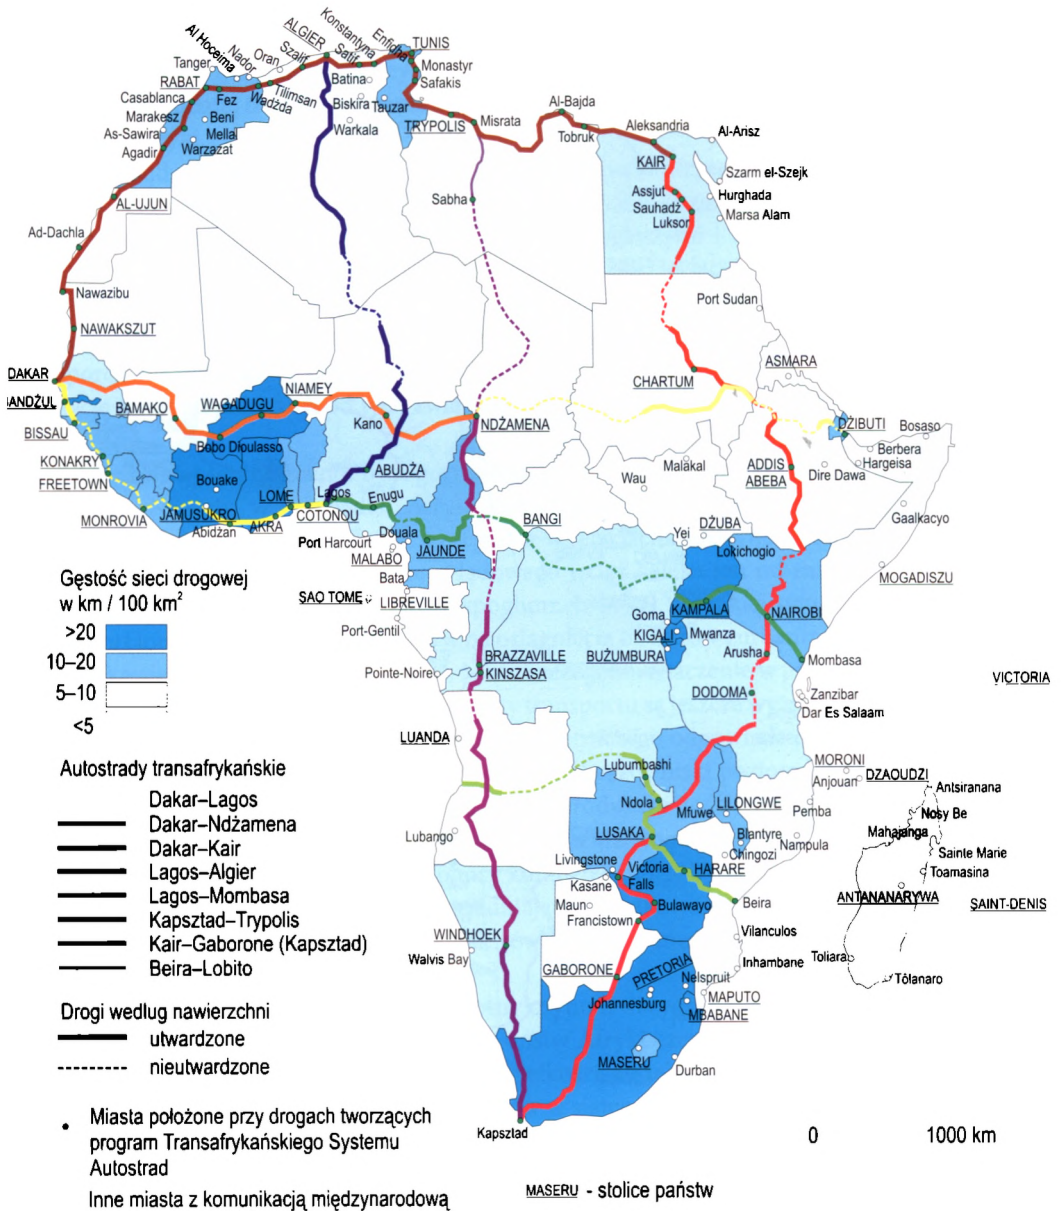 Konstantyna
ALGIER
Satif
Enfidha
TUNIS
Al Hoceima
Nador
Oran
Szalif
Tanger
Batina
Monastyr
Safakis
RABAT
Casablanca
Fez
Wadżda
Tilimsan
Biskira
Tauzar
Al-Bajda
Marakesz
Beni
Mellal
Warkala
TRYPOLIS
Misrata
Tobruk
Aleksandria
Al-Arisz
As-Sawira
Agadir
Warzazat
KAIR
Szarm el-Szejk
AL-UJUN
Sabha
Assjut
Sauhadż
Luksor
Hurghada
Marsa Alam
Ad-Dachla
Nawazibu
Port Sudan
NAWAKSZUT
DAKAR
CHARTUM
ASMARA
BANDŻUL
BAMAKO
WAGADUGU
NIAMEY
Kano
NDŻAMENA
DŻIBUTI
Bosaso
BISSAU
Bobo Dioulasso
Berbera
KONAKRY
ABUDŻA
Malakal
ADDIS
ABEBA
Dire Dawa
Hargeisa
FREETOWN
Bouake
LOME
Lagos
Enugu
Wau
MONROVIA
JAMUSUKRO
Abidżan
AKRA
COTONOU
Douala
BANGI
DŻUBA
Yei
Gaalkacyo
Port Harcourt
MALABO
JAUNDE
Lokichogio
MOGADISZU
Bata
SAO TOME
LIBREVILLE
Port-Gentil
KAMPALA
NAIROBI
Goma
KIGALI
Mwanza
BUŻUMBURA
Arusha
Mombasa
BRAZZAVILLE
KINSZASA
Pointe-Noire
DODOMA
Zanzibar
Dar Es Salaam
VICTORIA
LUANDA
Lubumbashi
MORONI
Anjouan
DZAOUDZI
Antsiranana
Ndola
Mfuwe
LILONGWE
Pemba
Nosy Be
Lubango
LUSAKA
Blantyre
Nampula
Mahajanga
Chingozi
Sainte Marie
Livingstone
Victoria
Falls
HARARE
Toamasina
Kasane
Maun
Bulawayo
Beira
ANTANANARYWA
SAINT-DENIS
Francistown
WINDHOEK
Vilanculos
Walvis Bay
GABORONE
PRETORIA
Nelspruit
Inhambane
Toliara
Tôlanaro
Johannesburg
MAPUTO
MBABANE
MASERU
Durban
Kapsztad
Gęstość sieci drogowej
w km / 100 km²
>20
10–20
5–10
<5
Autostrady transafrykańskie
Dakar–Lagos
Dakar–Ndżamena
Dakar–Kair
Lagos–Algier
Lagos–Mombasa
Kapsztad–Trypolis
Kair–Gaborone (Kapsztad)
Beira–Lobito
Drogi według nawierzchni
utwardzone
nieutwardzone
Miasta położone przy drogach tworzących
program Transafrykańskiego Systemu
Autostrad
Inne miasta z komunikacją międzynarodową
MASERU - stolice państw
0 1000 km